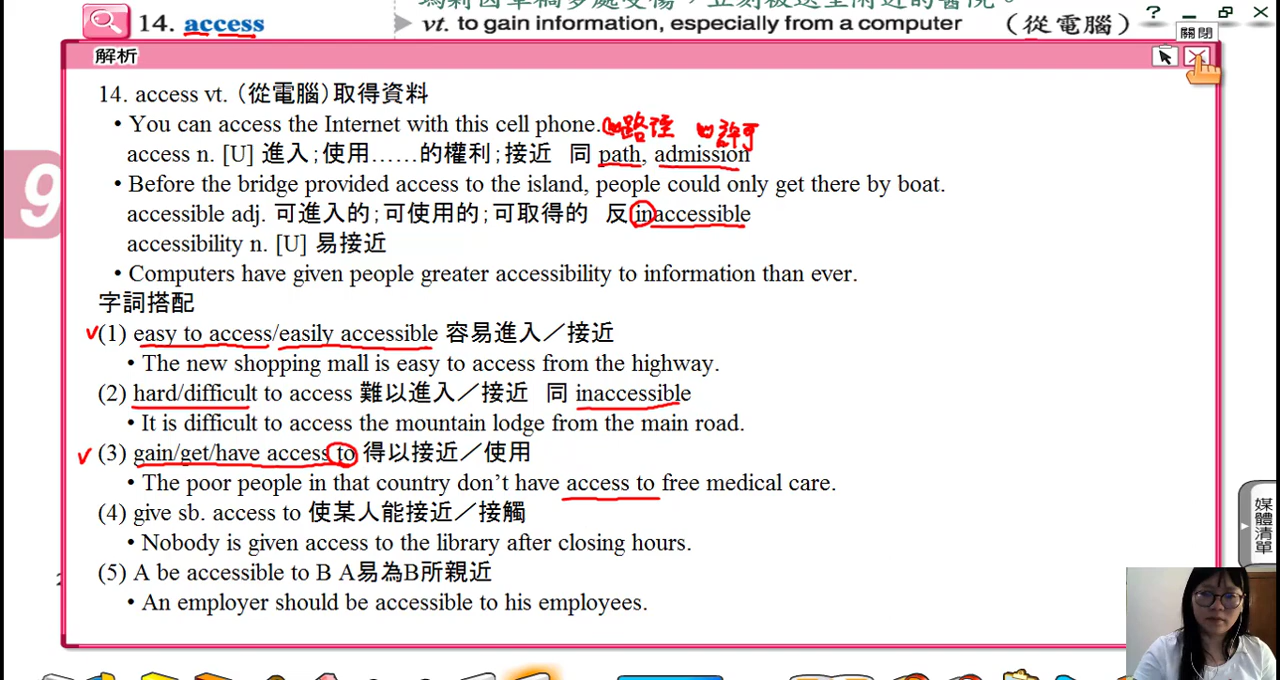 14. access
vt. to gain information, especially from a computer （從電腦）
?
關閉
解析
14. access vt.（從電腦）取得資料
• You can access the Internet with this cell phone.
路徑 許可
access n. [U] 進入；使用……的權利；接近 同 path, admission
• Before the bridge provided access to the island, people could only get there by boat.
accessible adj. 可進入的；可使用的；可取得的 反 inaccessible
accessibility n. [U] 易接近
• Computers have given people greater accessibility to information than ever.
字詞搭配
(1) easy to access/easily accessible 容易進入／接近
• The new shopping mall is easy to access from the highway.
(2) hard/difficult to access 難以進入／接近 同 inaccessible
• It is difficult to access the mountain lodge from the main road.
(3) gain/get/have access to 得以接近／使用
• The poor people in that country don't have access to free medical care.
(4) give sb. access to 使某人能接近／接觸
• Nobody is given access to the library after closing hours.
(5) A be accessible to B A易為B所親近
• An employer should be accessible to his employees.
9
媒體清單